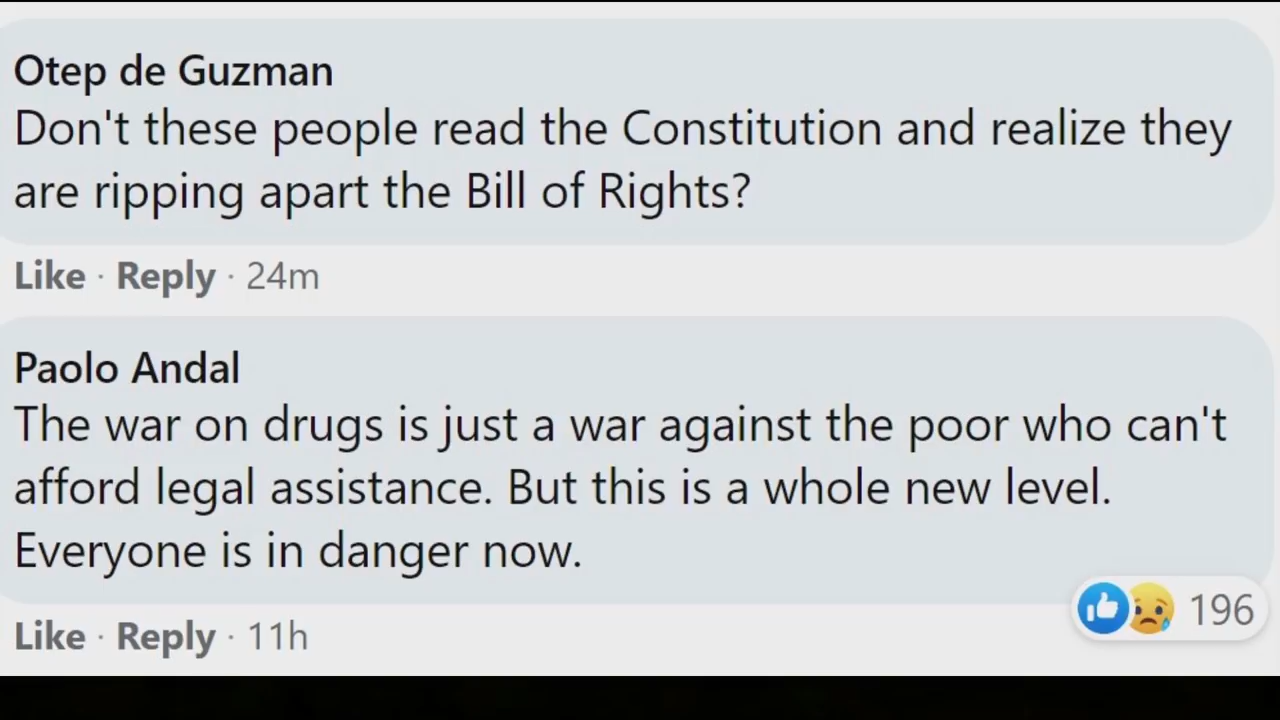 Otep de Guzman
Don't these people read the Constitution and realize they
are ripping apart the Bill of Rights?
Like · Reply · 24m
Paolo Andal
The war on drugs is just a war against the poor who can't
afford legal assistance. But this is a whole new level.
Everyone is in danger now.
196
Like · Reply · 11h